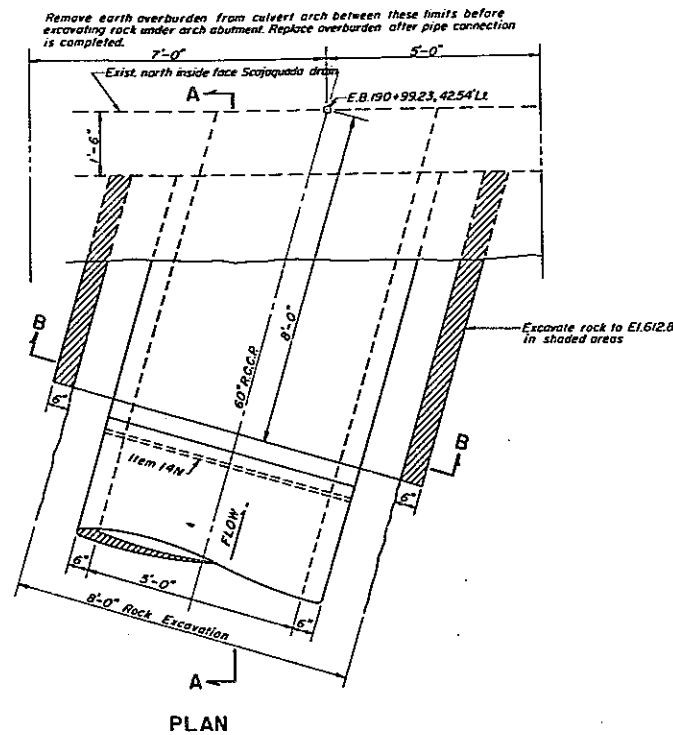 Remove earth overburden from culvert arch between these limits before
excavating rock under arch abutment. Replace overburden after pipe connection
is completed.
7'-0"
5'-0"
Exist. north inside face Scajaquada drain
A
E.B. 190+99.23, 42.54' Lt.
1'-6"
8'-0"
60" R.G.C.P.
B
Excavate rock to El. 612.8
in shaded areas
6"
B
Item 14N
6"
FLOW
6"
5'-0"
6"
8'-0" Rock Excavation
A
PLAN